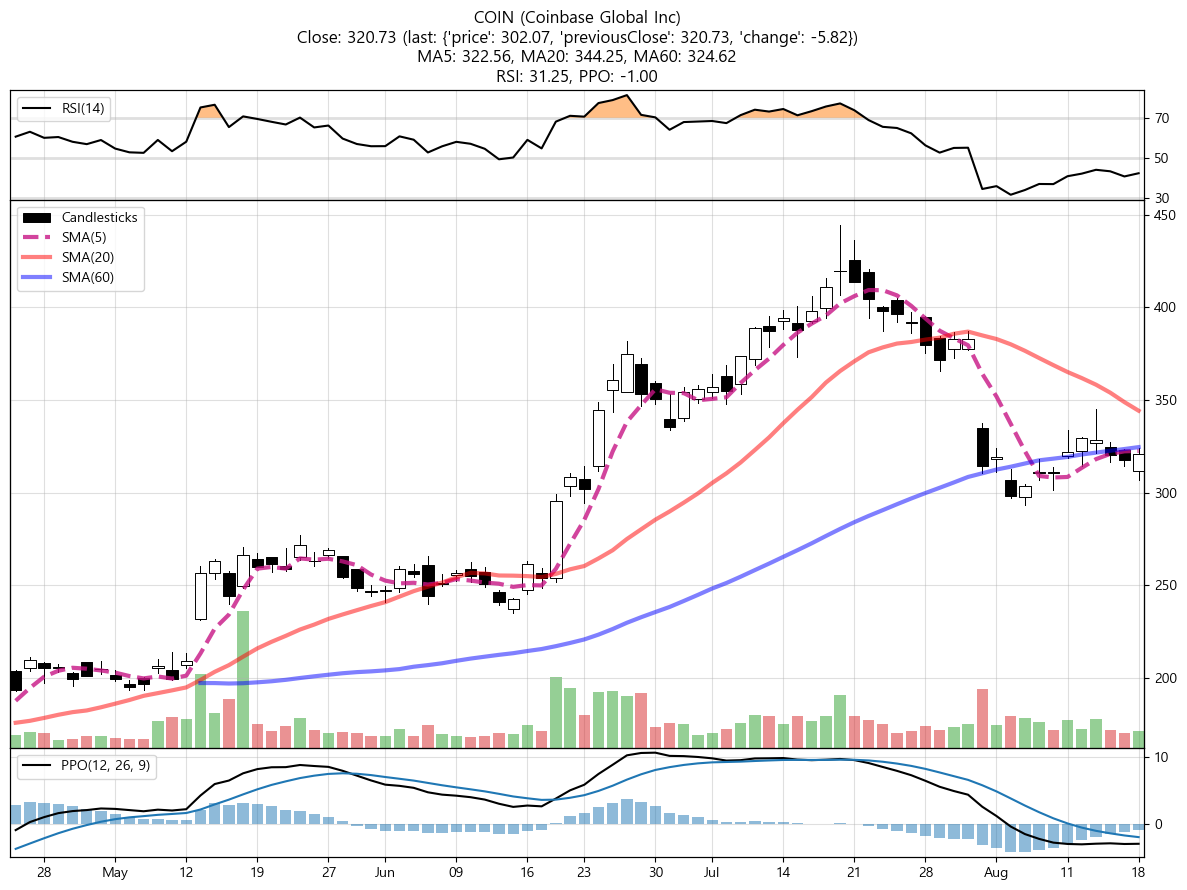 COIN (Coinbase Global Inc)
Close: 320.73 (last: {'price': 302.07, 'previousClose': 320.73, 'change': -5.82})
MA5: 322.56, MA20: 344.25, MA60: 324.62
RSI: 31.25, PPO: -1.00
RSI(14)
70
50
30
Candlesticks
SMA(5)
SMA(20)
SMA(60)
450
400
350
300
250
200
PPO(12, 26, 9)
10
0
28 May 12 19 27 Jun 09 16 23 30 Jul 14 21 28 Aug 11 18